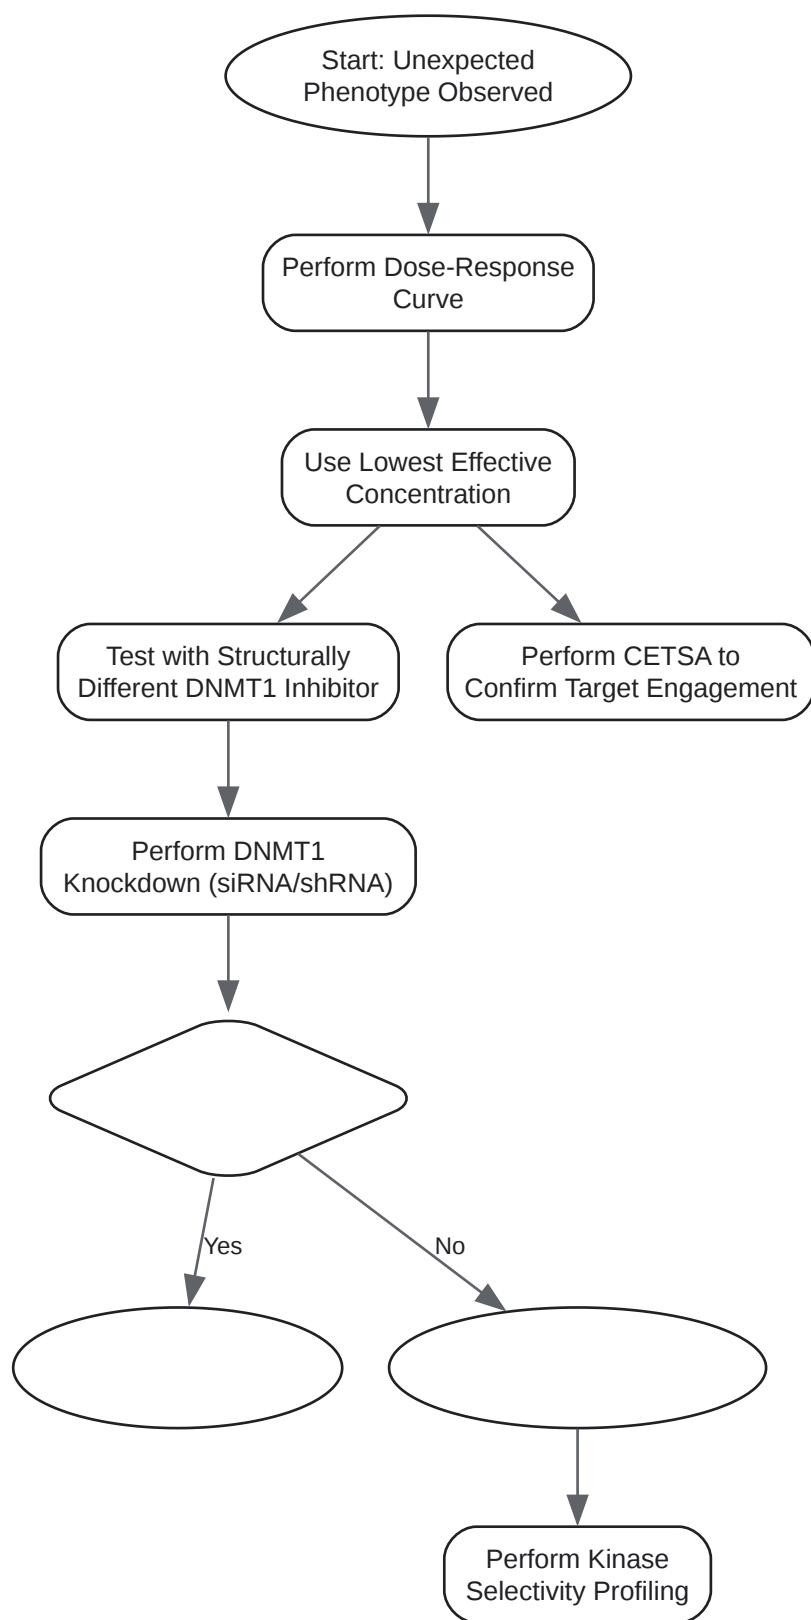 Start: Unexpected
Phenotype Observed
Perform Dose-Response
Curve
Use Lowest Effective
Concentration
Test with Structurally
Different DNMT1 Inhibitor
Perform CETSA to
Confirm Target Engagement
Perform DNMT1
Knockdown (siRNA/shRNA)
Yes
No
Perform Kinase
Selectivity Profiling